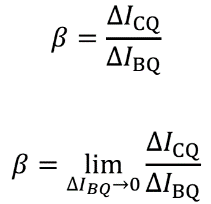 β = ΔI_CQ / ΔI_BQ
β = lim_{ΔI_BQ→0} ΔI_CQ / ΔI_BQ